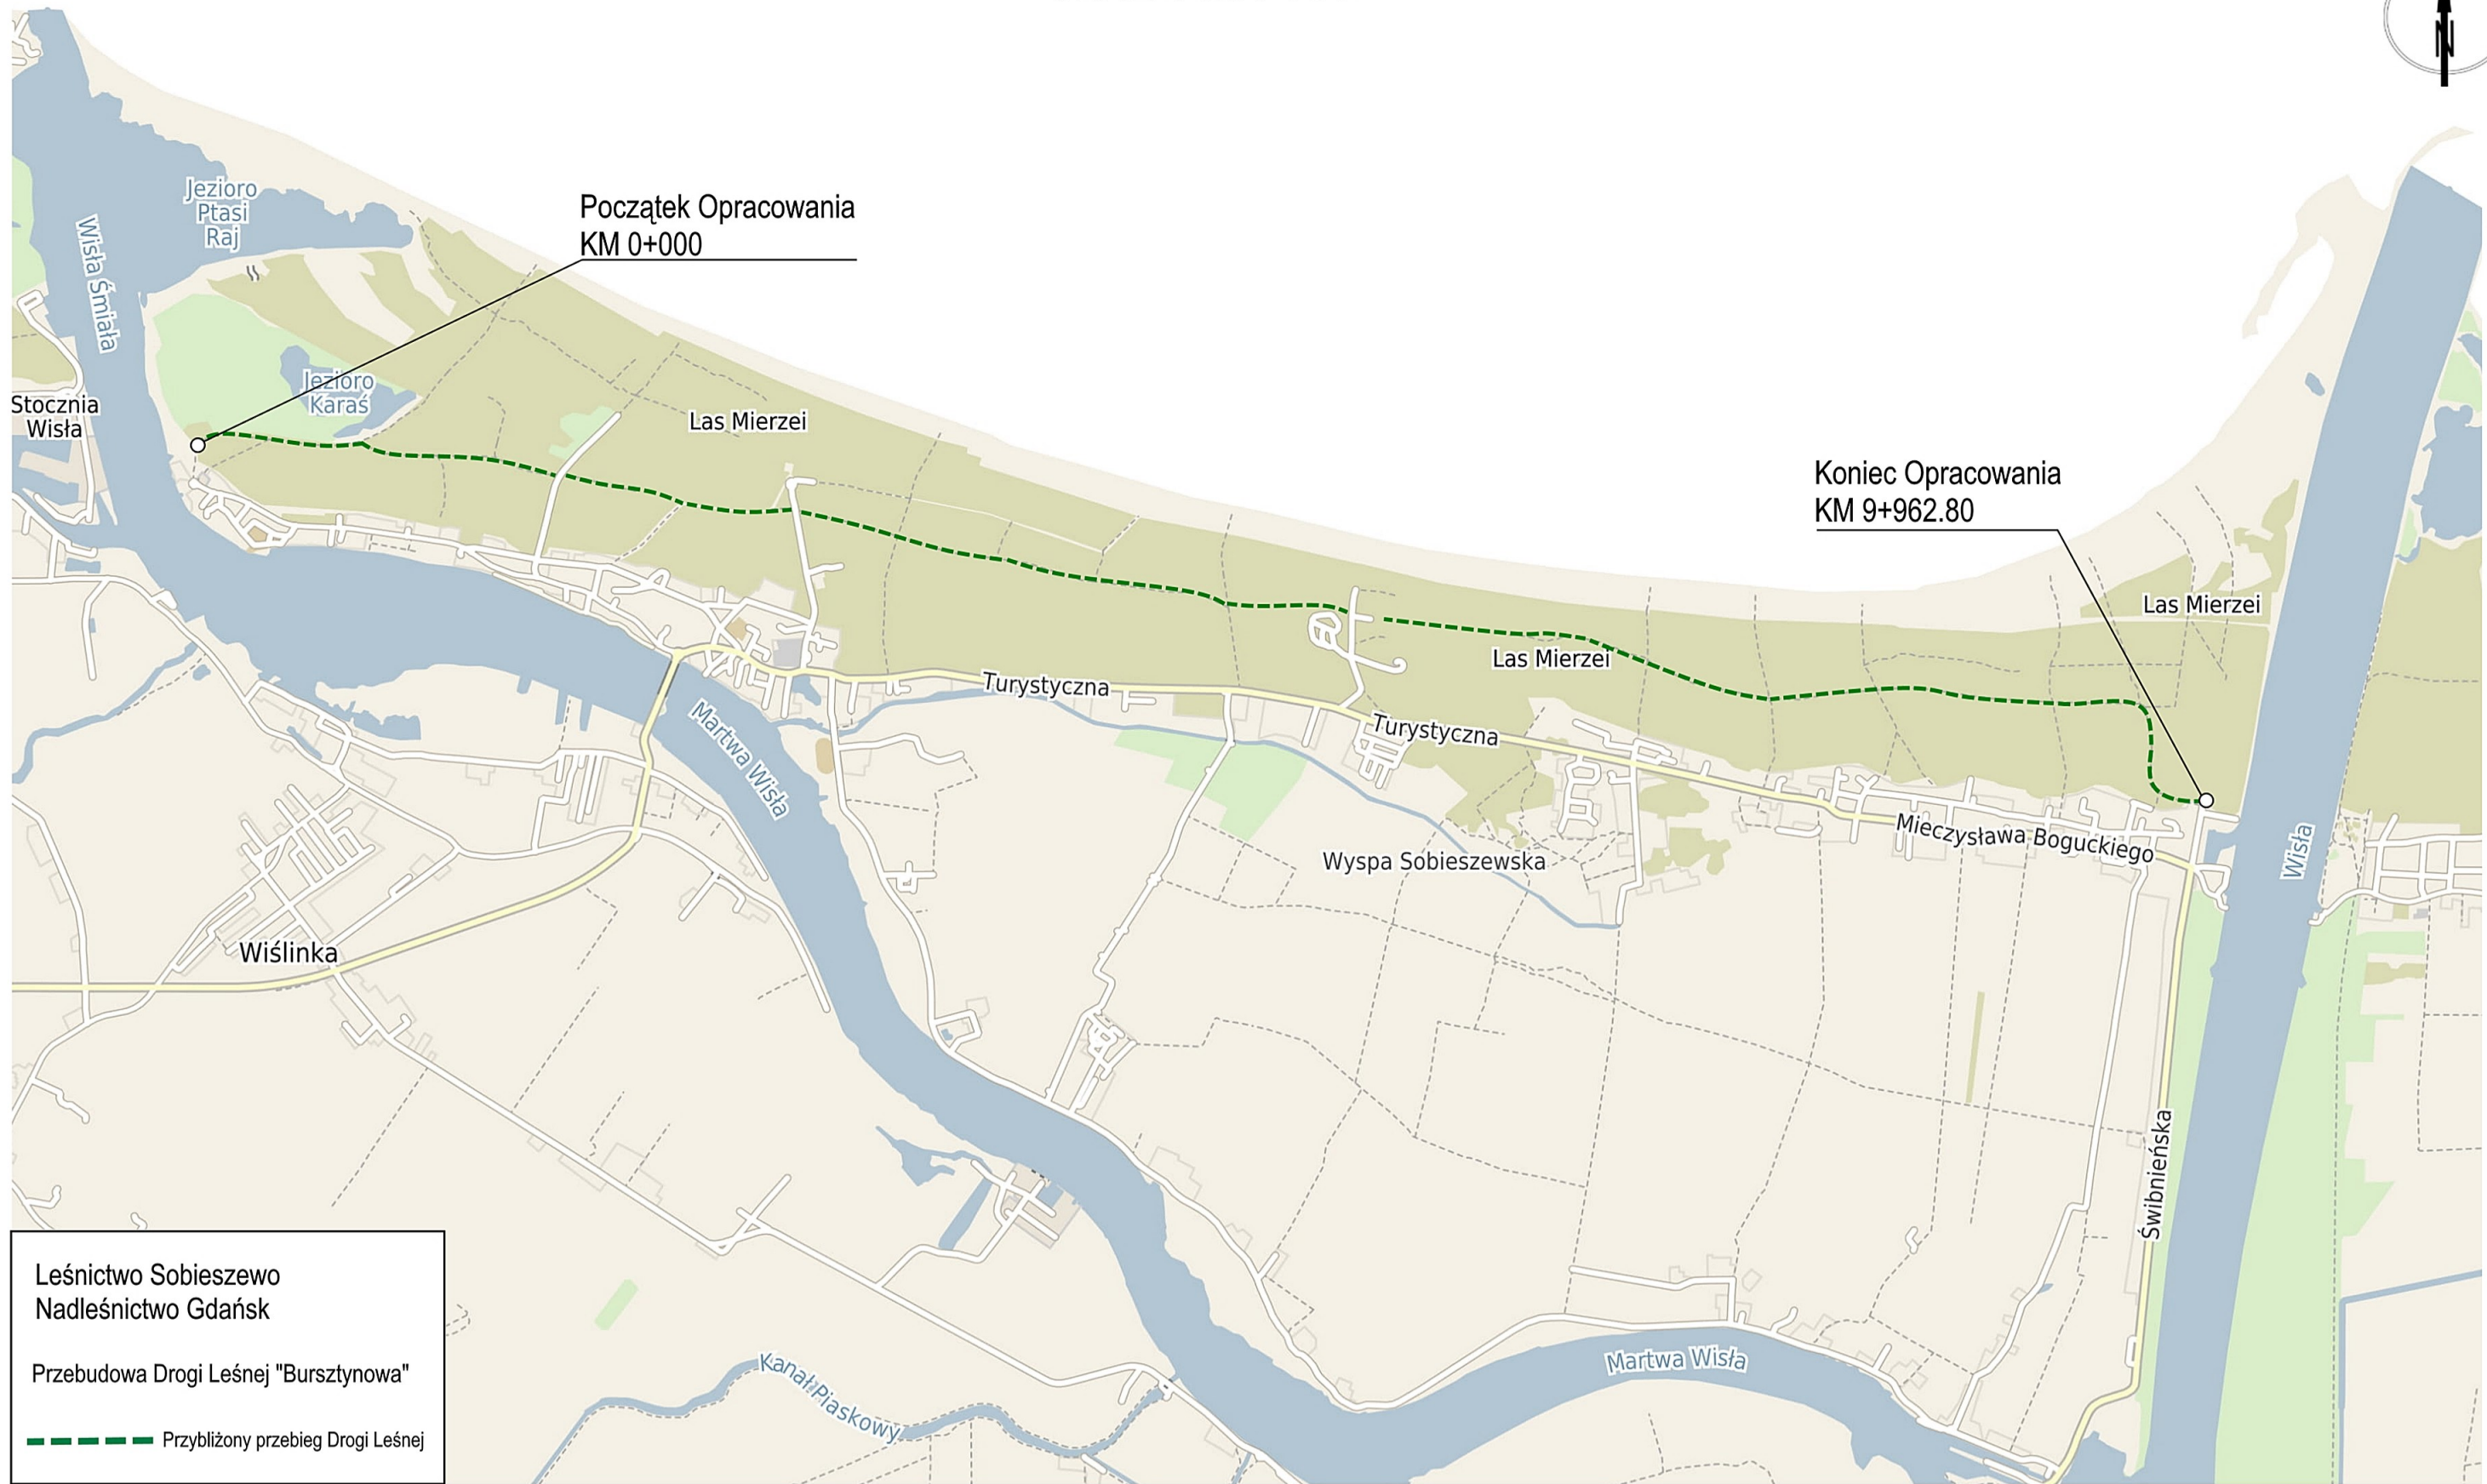 N
Jezioro
Ptasi
Raj
Początek Opracowania
KM 0+000
Wisła Śmiała
Jezioro
Karaś
Stocznia
Wisła
Las Mierzei
Koniec Opracowania
KM 9+962.80
Las Mierzei
Las Mierzei
Turystyczna
Turystyczna
Martwa Wisła
Mieczysława Boguckiego
Wisła
Wyspa Sobieszewska
Wiślinka
Świbnieńska
Leśnictwo Sobieszewo
Nadleśnictwo Gdańsk
Przebudowa Drogi Leśnej "Bursztynowa"
Przybliżony przebieg Drogi Leśnej
Kanał Piaskowy
Martwa Wisła